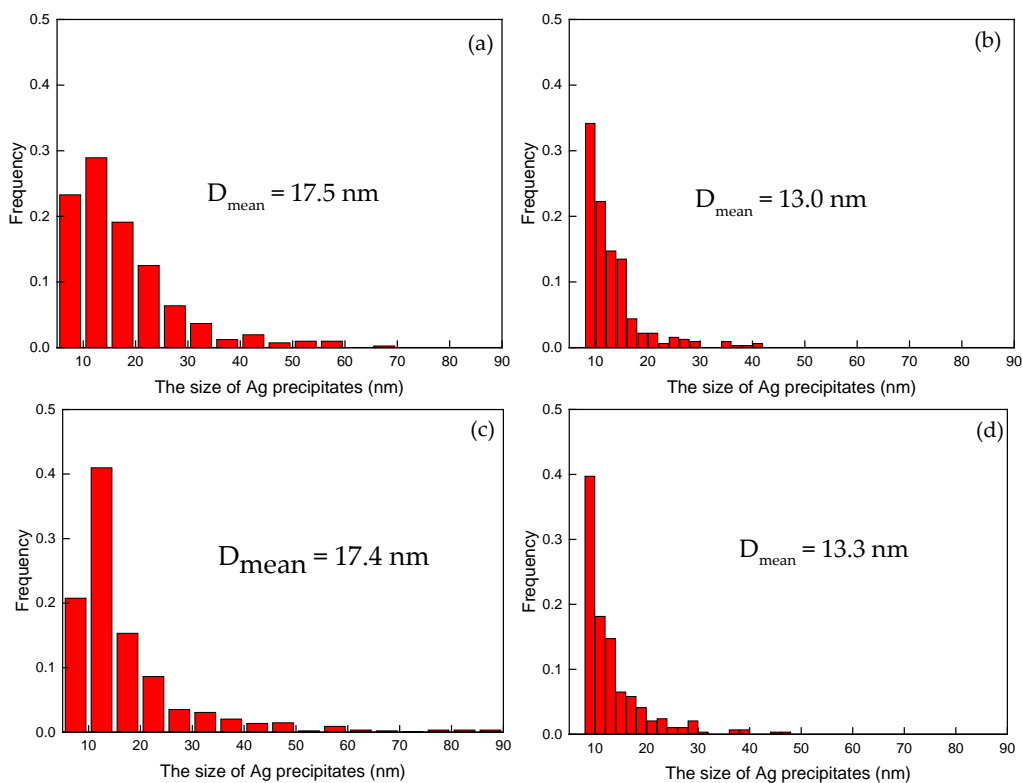 (a)
0.5
0.4
0.3
0.2
0.1
0.0
Frequency
D_mean = 17.5 nm
10 20 30 40 50 60 70 80 90
The size of Ag precipitates (nm)
(b)
0.5
0.4
0.3
0.2
0.1
0.0
Frequency
D_mean = 13.0 nm
10 20 30 40 50 60 70 80 90
The size of Ag precipitates (nm)
(c)
0.5
0.4
0.3
0.2
0.1
0.0
Frequency
D_mean = 17.4 nm
10 20 30 40 50 60 70 80 90
The size of Ag precipitates (nm)
(d)
0.5
0.4
0.3
0.2
0.1
0.0
Frequency
D_mean = 13.3 nm
10 20 30 40 50 60 70 80 90
The size of Ag precipitates (nm)